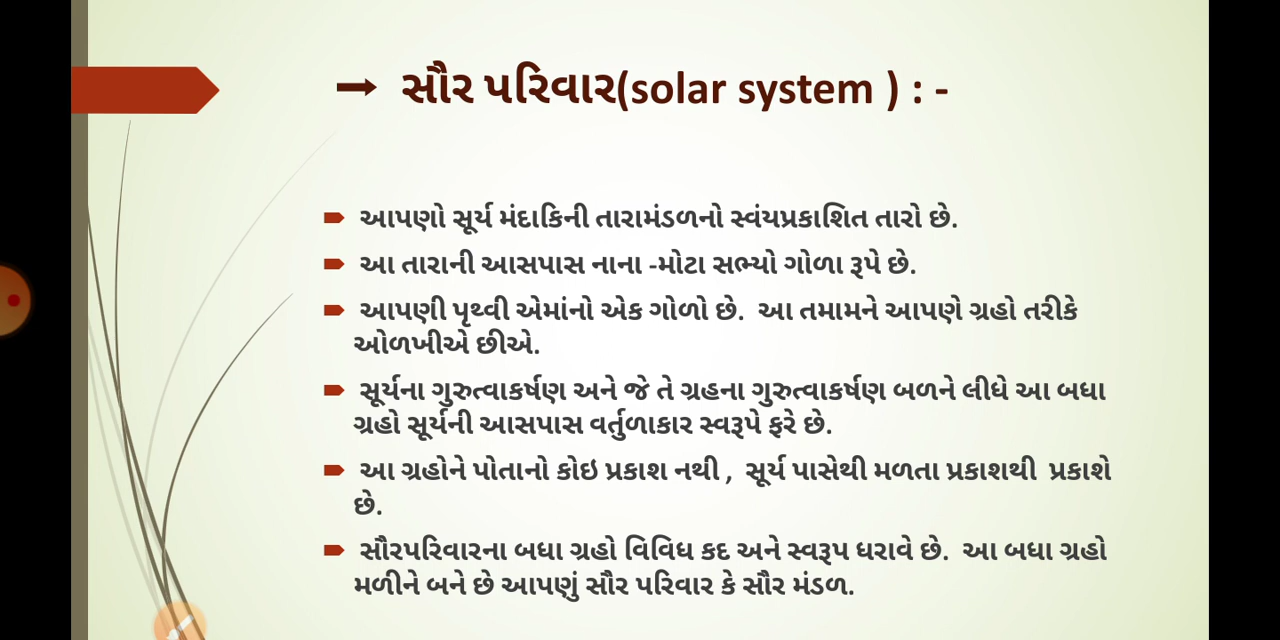 → સૌર પરિવાર(solar system ) : -
આપણો સૂર્ય મંદાકિની તારામંડળનો સ્વંયપ્રકાશિત તારો છે.
આ તારાની આસપાસ નાના -મોટા સભ્યો ગોળા રૂપે છે.
આપણી પૃથ્વી એમાંનો એક ગોળો છે. આ તમામને આપણે ગ્રહો તરીકે
ઓળખીએ છીએ.
સૂર્યના ગુરુત્વાકર્ષણ અને જે તે ગ્રહના ગુરુત્વાકર્ષણ બળને લીધે આ બધા
ગ્રહો સૂર્યની આસપાસ વર્તુળાકાર સ્વરૂપે ફરે છે.
આ ગ્રહોને પોતાનો કોઇ પ્રકાશ નથી , સૂર્ય પાસેથી મળતા પ્રકાશથી પ્રકાશે
છે.
સૌરપરિવારના બધા ગ્રહો વિવિધ કદ અને સ્વરૂપ ધરાવે છે. આ બધા ગ્રહો
મળીને બને છે આપણું સૌર પરિવાર કે સૌર મંડળ.